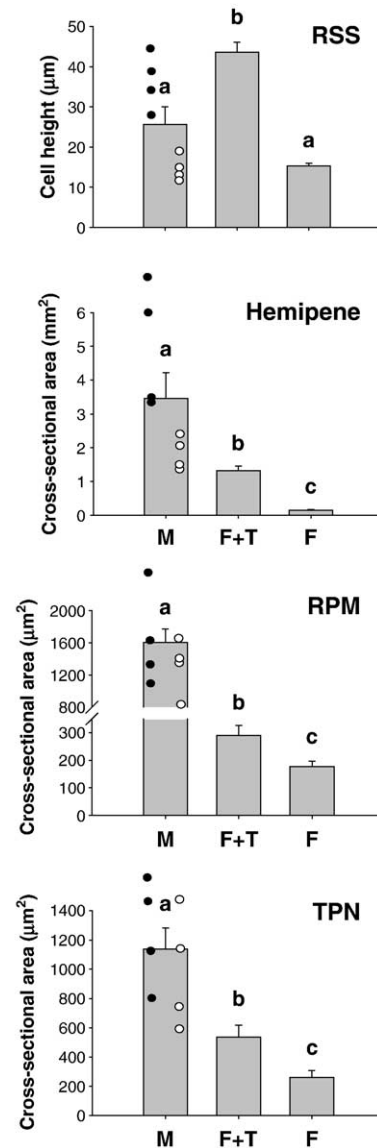 RSS
Cell height (µm)
50
40
30
20
10
0
a
b
a
Hemipene
Cross-sectional area (mm²)
6
5
4
3
2
1
0
a
b
c
M F+T F
RPM
Cross-sectional area (µm²)
2000
1600
1200
800
300
200
100
0
a
b
c
M F+T F
TPN
Cross-sectional area (µm²)
1400
1200
1000
800
600
400
200
0
a
b
c
M F+T F